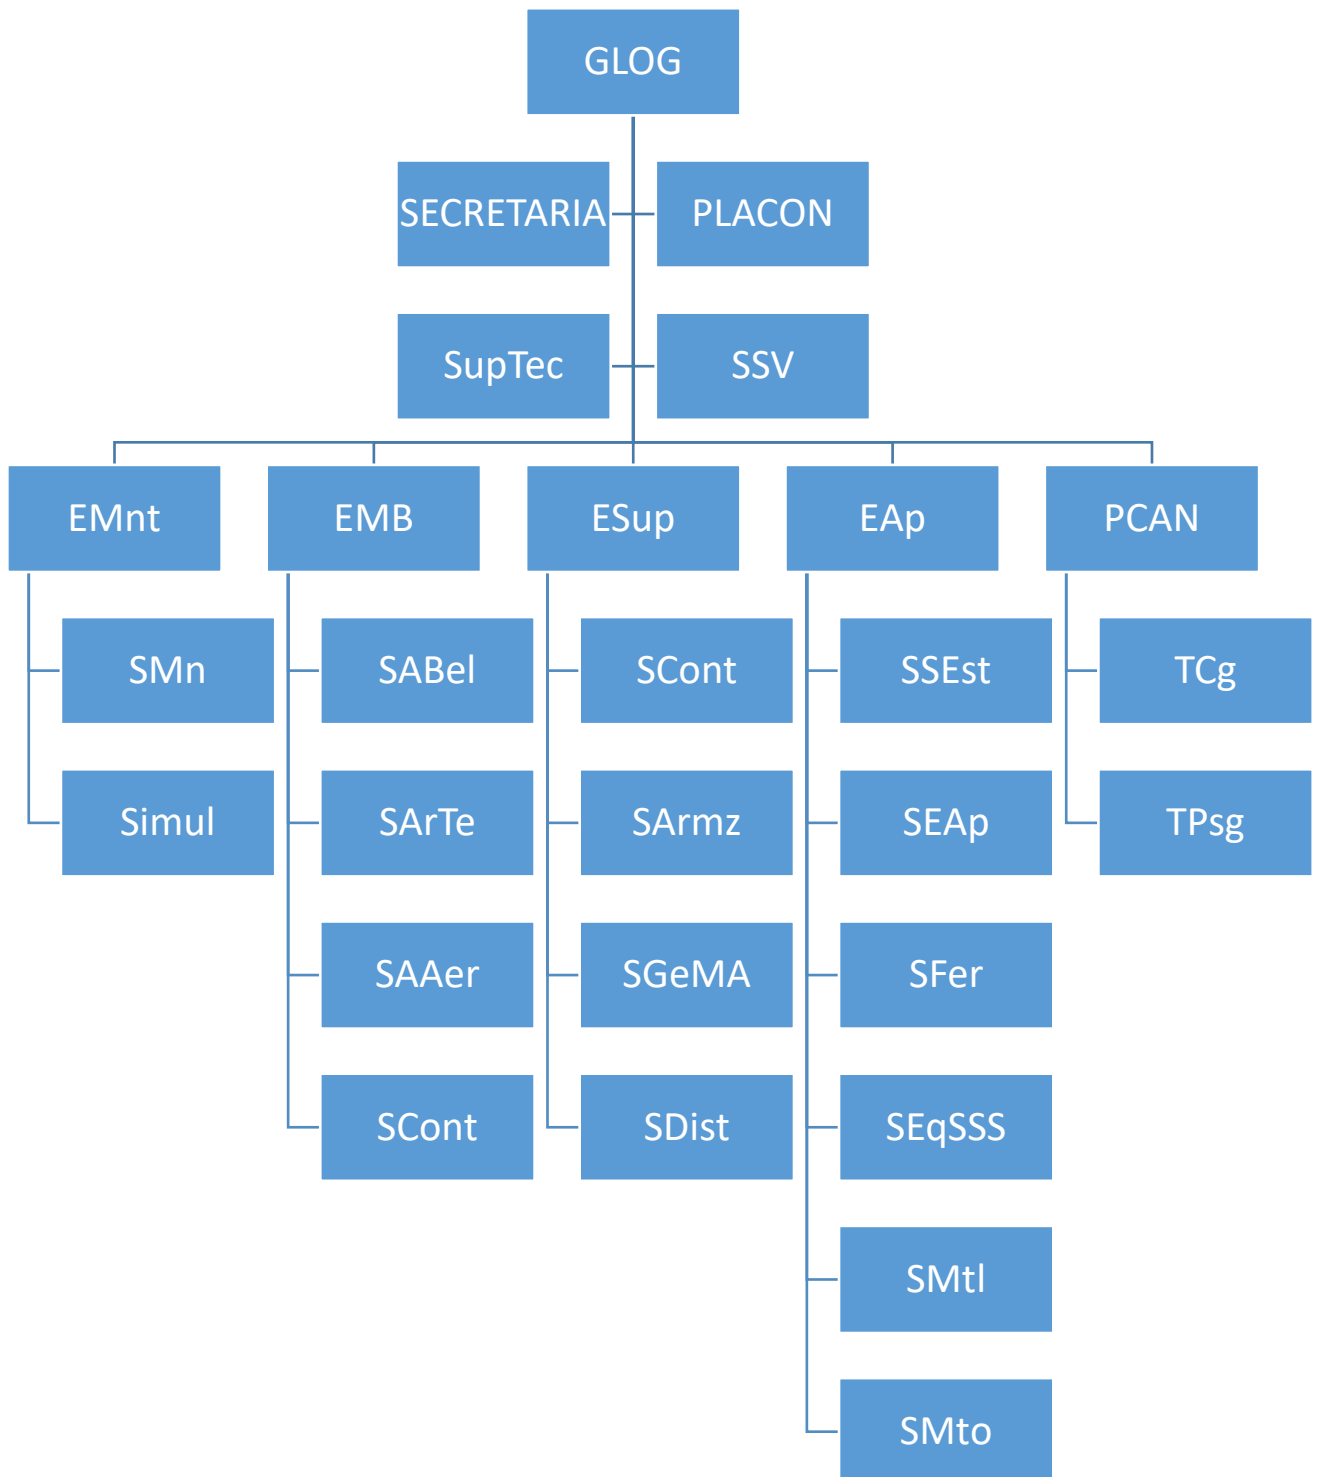 GLOG
SECRETARIA
PLACON
SupTec
SSV
EMnt
EMB
ESup
EAp
PCAN
SMn
SABel
SCont
SSEst
TCg
Simul
SArTe
SArmz
SEAp
TPsg
SAAer
SGeMA
SFer
SCont
SDist
SEqSSS
SMtl
SMto